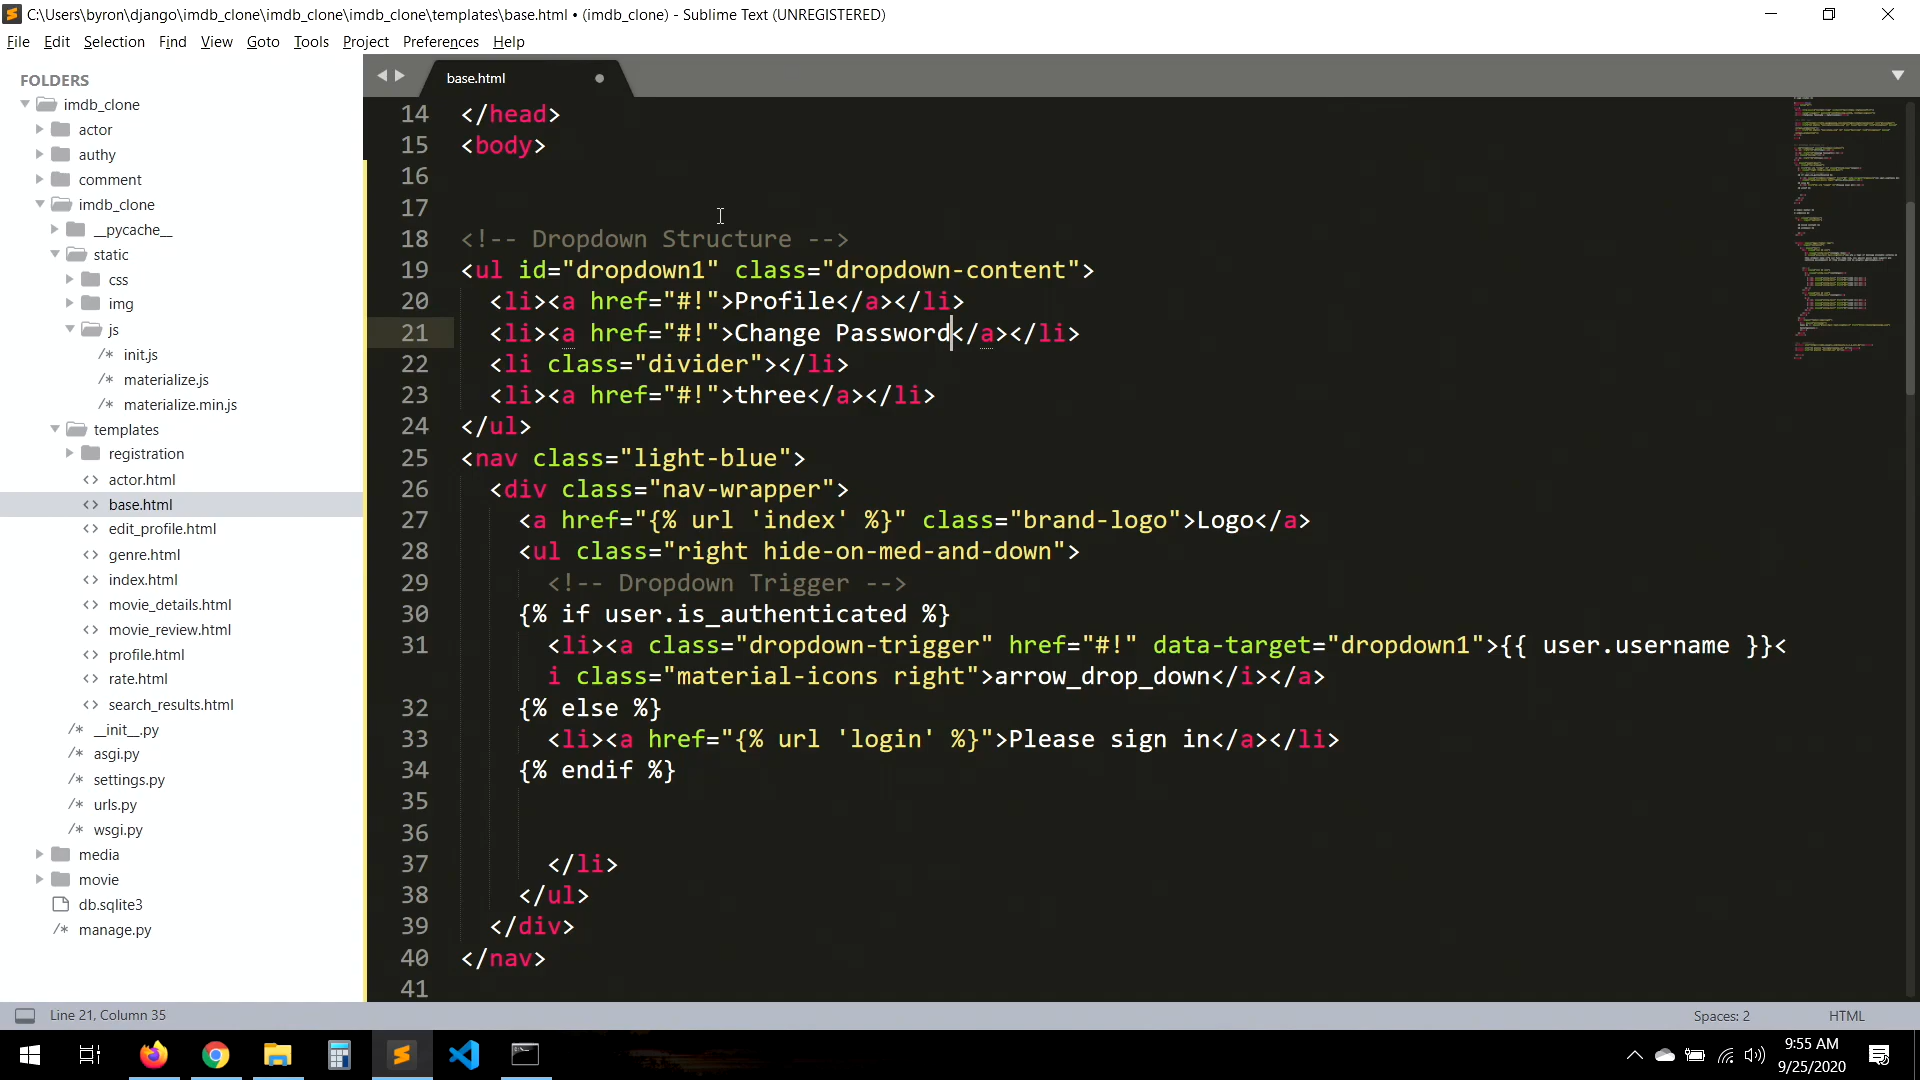 C:\Users\byron\django\imdb_clone\imdb_clone\imdb_clone\templates\base.html • (imdb_clone) - Sublime Text (UNREGISTERED)
File Edit Selection Find View Goto Tools Project Preferences Help
FOLDERS
imdb_clone
actor
authy
comment
imdb_clone
__pycache__
static
css
img
js
/* init.js
/* materialize.js
/* materialize.min.js
templates
registration
<> actor.html
<> base.html
<> edit_profile.html
<> genre.html
<> index.html
<> movie_details.html
<> movie_review.html
<> profile.html
<> rate.html
<> search_results.html
/* __init__.py
/* asgi.py
/* settings.py
/* urls.py
/* wsgi.py
media
movie
db.sqlite3
/* manage.py
base.html
14 </head>
15 <body>
16
17
18 <!-- Dropdown Structure -->
19 <ul id="dropdown1" class="dropdown-content">
20 <li><a href="#!">Profile</a></li>
21 <li><a href="#!">Change Password</a></li>
22 <li class="divider"></li>
23 <li><a href="#!">three</a></li>
24 </ul>
25 <nav class="light-blue">
26 <div class="nav-wrapper">
27 <a href="{% url 'index' %}" class="brand-logo">Logo</a>
28 <ul class="right hide-on-med-and-down">
29 <!-- Dropdown Trigger -->
30 {% if user.is_authenticated %}
31 <li><a class="dropdown-trigger" href="#!" data-target="dropdown1">{{ user.username }}<
i class="material-icons right">arrow_drop_down</i></a>
32 {% else %}
33 <li><a href="{% url 'login' %}">Please sign in</a></li>
34 {% endif %}
35
36
37 </li>
38 </ul>
39 </div>
40 </nav>
41
Line 21, Column 35
Spaces: 2
HTML
9:55 AM
9/25/2020